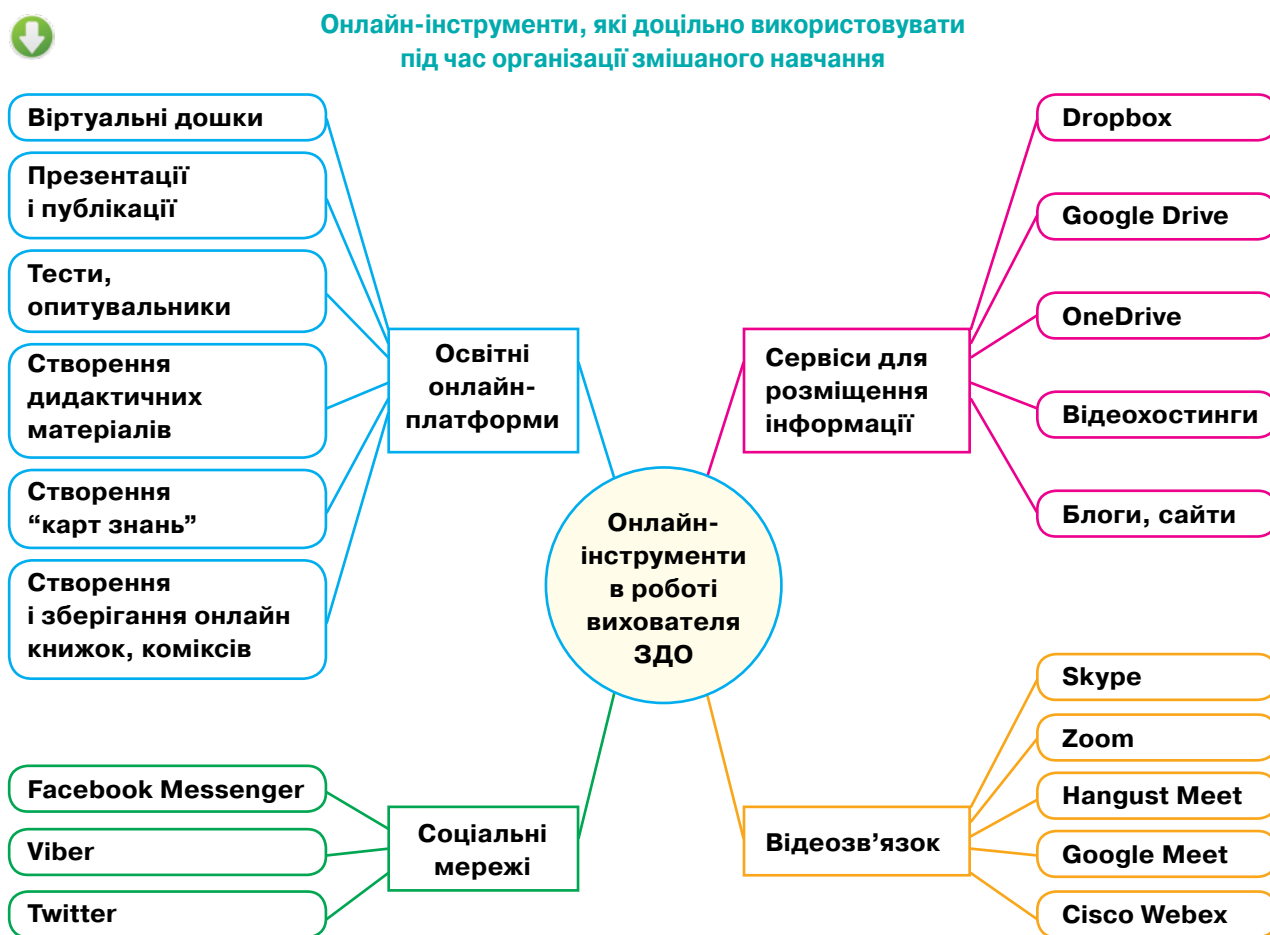 Онлайн-інструменти, які доцільно використовувати
під час організації змішаного навчання
Віртуальні дошки
Презентації
і публікації
Тести,
опитувальники
Створення
дидактичних
матеріалів
Створення
“карт знань”
Створення
і зберігання онлайн
книжок, коміксів
Освітні
онлайн-
платформи
Сервіси для
розміщення
інформації
Dropbox
Google Drive
OneDrive
Відеохостинги
Блоги, сайти
Онлайн-
інструменти
в роботі
вихователя
ЗДО
Facebook Messenger
Viber
Twitter
Соціальні
мережі
Відеозв’язок
Skype
Zoom
Hangust Meet
Google Meet
Cisco Webex